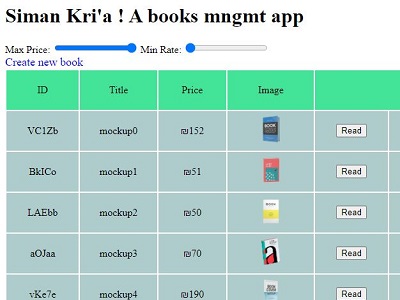 Siman Kri'a ! A books mngmt app
Max Price: Min Rate:
Create new book
ID Title Price Image
VC1Zb mockup0 ₪152 Read
BkICo mockup1 ₪51 Read
LAEbb mockup2 ₪50 Read
aOJaa mockup3 ₪70 Read
vKe7e mockup4 ₪190 Read